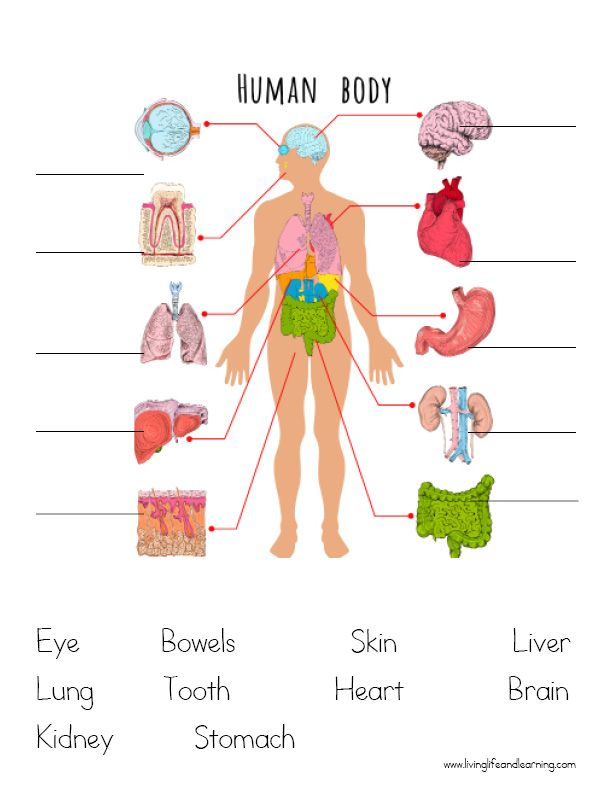 HUMAN BODY
Eye Bowels Skin Liver
Lung Tooth Heart Brain
Kidney Stomach
www.livinglifeandlearning.com